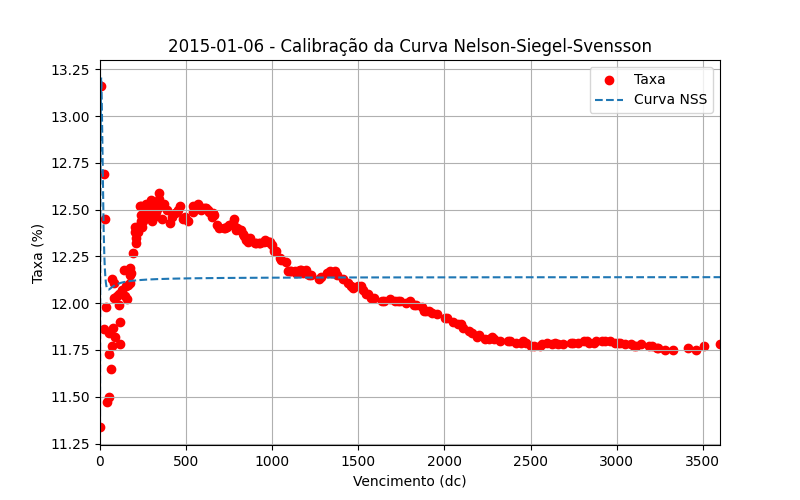 2015-01-06 - Calibração da Curva Nelson-Siegel-Svensson
Taxa
Curva NSS
Taxa (%)
13.25
13.00
12.75
12.50
12.25
12.00
11.75
11.50
11.25
0 500 1000 1500 2000 2500 3000 3500
Vencimento (dc)